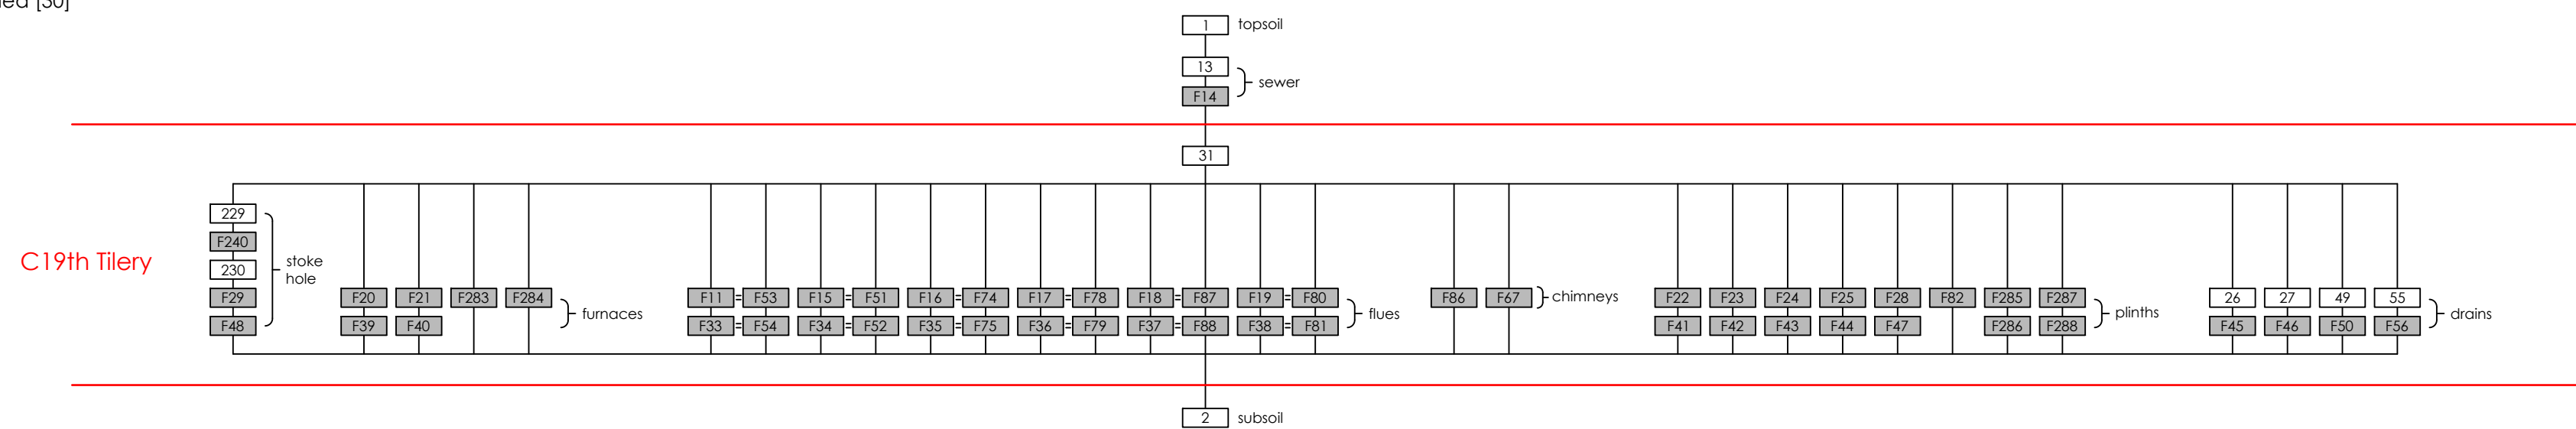 [30]
1 topsoil
13
sewer
F14
31
229
F240
C19th Tilery
stoke
hole
230
F29
F48
F20 F21 F283 F284
F39 F40
furnaces
F11=F53 F15=F51 F16=F74 F17=F78 F18=F87 F19=F80
F33=F54 F34=F52 F35=F75 F36=F79 F37=F88 F38=F81
flues
F86 F67 chimneys
F22 F23 F24 F25 F28 F82 F285 F287
F41 F42 F43 F44 F47 F286 F288
plinths
26 27 49 55
F45 F46 F50 F56
drains
2 subsoil